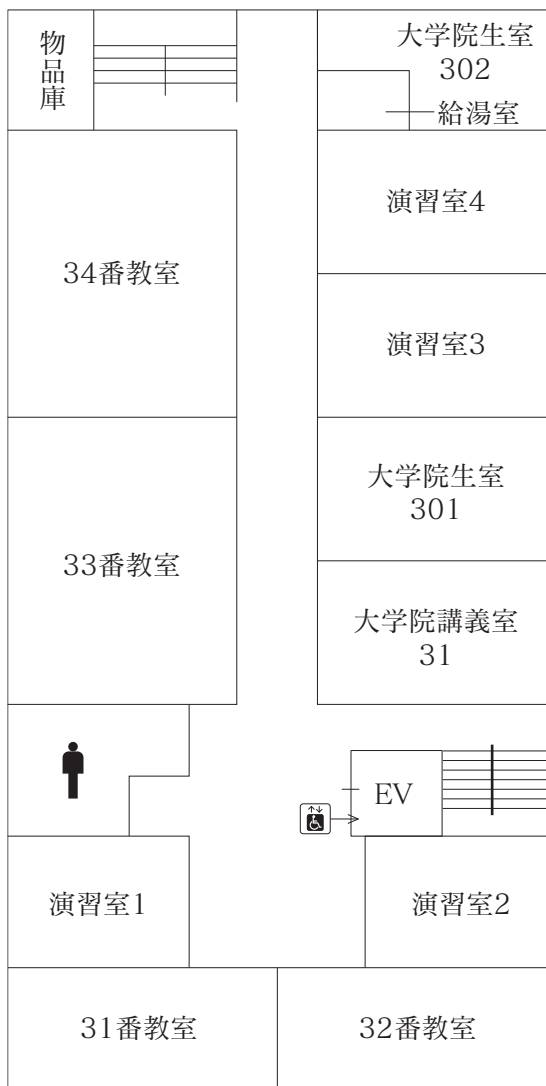 物品庫
大学院生室
302
給湯室
34番教室
演習室4
演習室3
33番教室
大学院生室
301
大学院講義室
31
EV
演習室1
演習室2
31番教室
32番教室